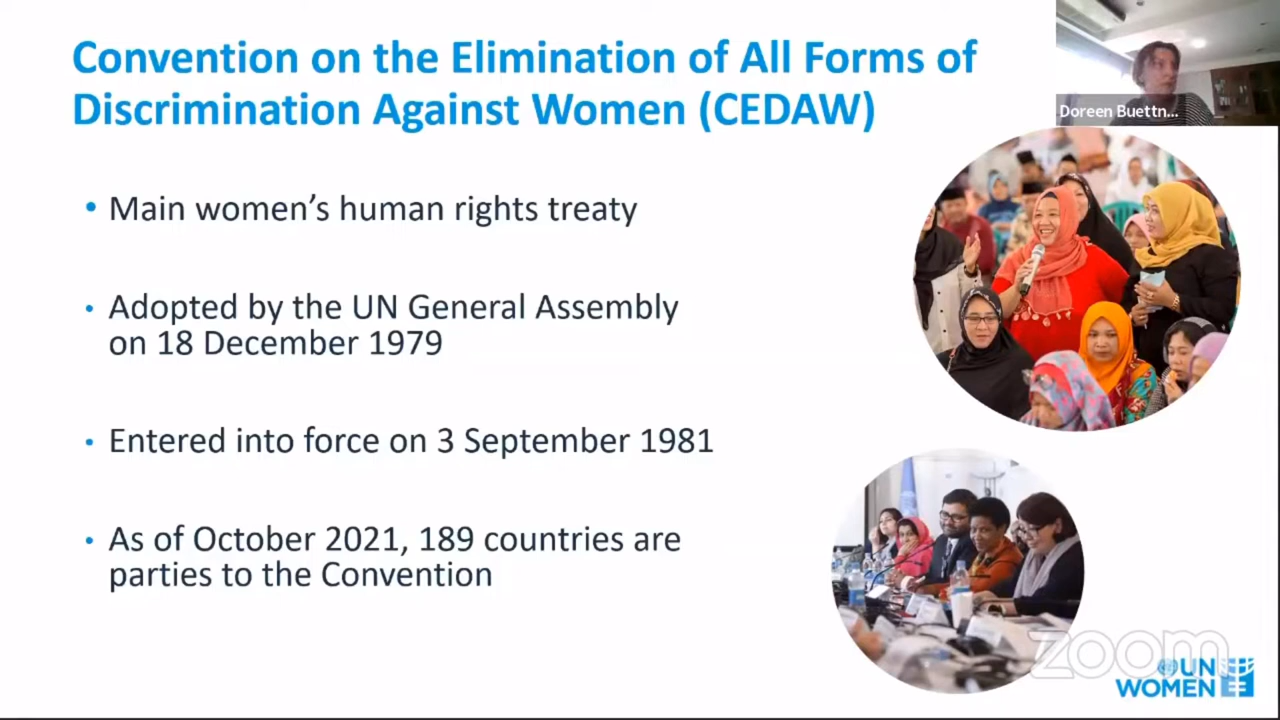 Convention on the Elimination of All Forms of
Discrimination Against Women (CEDAW)
Doreen Buettn...
• Main women’s human rights treaty
• Adopted by the UN General Assembly
on 18 December 1979
• Entered into force on 3 September 1981
• As of October 2021, 189 countries are
parties to the Convention
zoom
UN
WOMEN